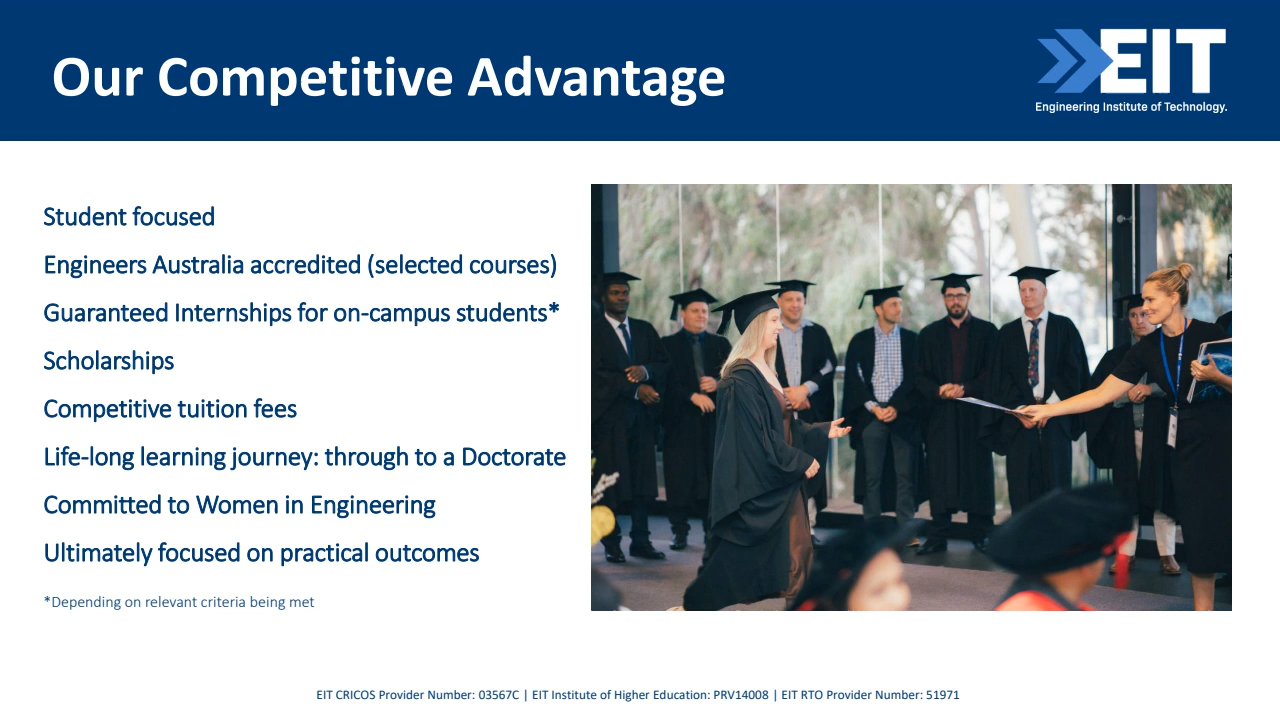 Our Competitive Advantage
EIT
Engineering Institute of Technology.
Student focused
Engineers Australia accredited (selected courses)
Guaranteed Internships for on-campus students*
Scholarships
Competitive tuition fees
Life-long learning journey: through to a Doctorate
Committed to Women in Engineering
Ultimately focused on practical outcomes
*Depending on relevant criteria being met
EIT CRICOS Provider Number: 03567C | EIT Institute of Higher Education: PRV14008 | EIT RTO Provider Number: 51971